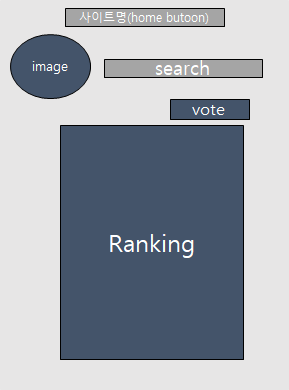 사이트명(home butoon)
image
search
vote
Ranking